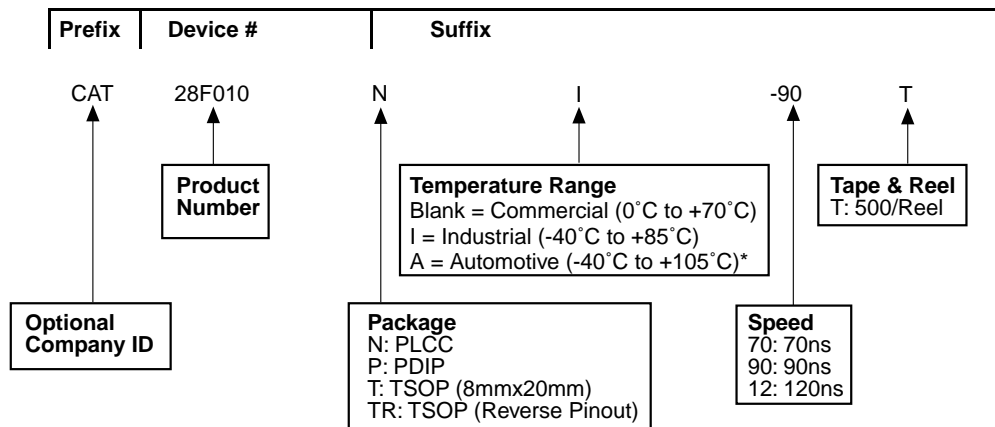 Prefix Device # Suffix
CAT 28F010 N I -90 T
Product
Number
Temperature Range
Blank = Commercial (0˚C to +70˚C)
I = Industrial (-40˚C to +85˚C)
A = Automotive (-40˚C to +105˚C)*
Tape & Reel
T: 500/Reel
Optional
Company ID
Package
N: PLCC
P: PDIP
T: TSOP (8mmx20mm)
TR: TSOP (Reverse Pinout)
Speed
70: 70ns
90: 90ns
12: 120ns